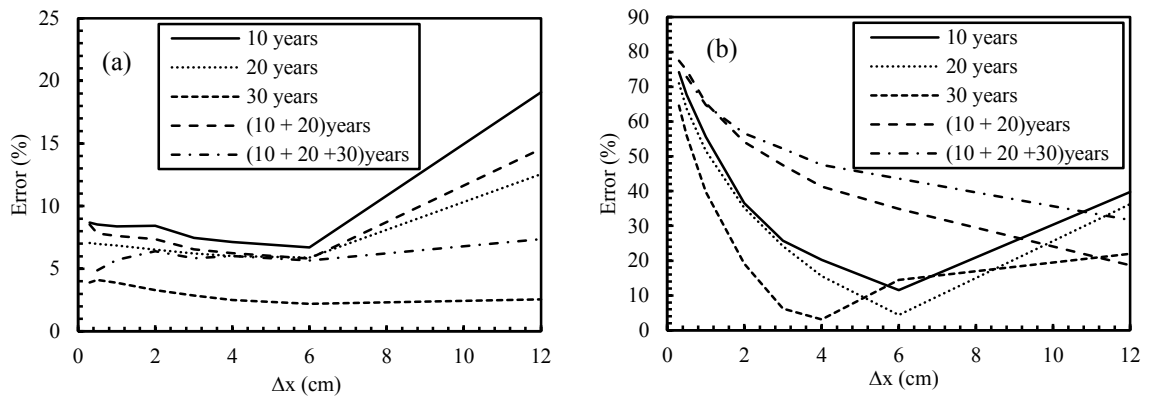 25
20
15
10
5
0
Error (%)
(a)
10 years
20 years
30 years
(10 + 20)years
(10 + 20 +30)years
0 2 4 6 8 10 12
Δx (cm)
90
80
70
60
50
40
30
20
10
0
Error (%)
(b)
10 years
20 years
30 years
(10 + 20)years
(10 + 20 +30)years
0 2 4 6 8 10 12
Δx (cm)